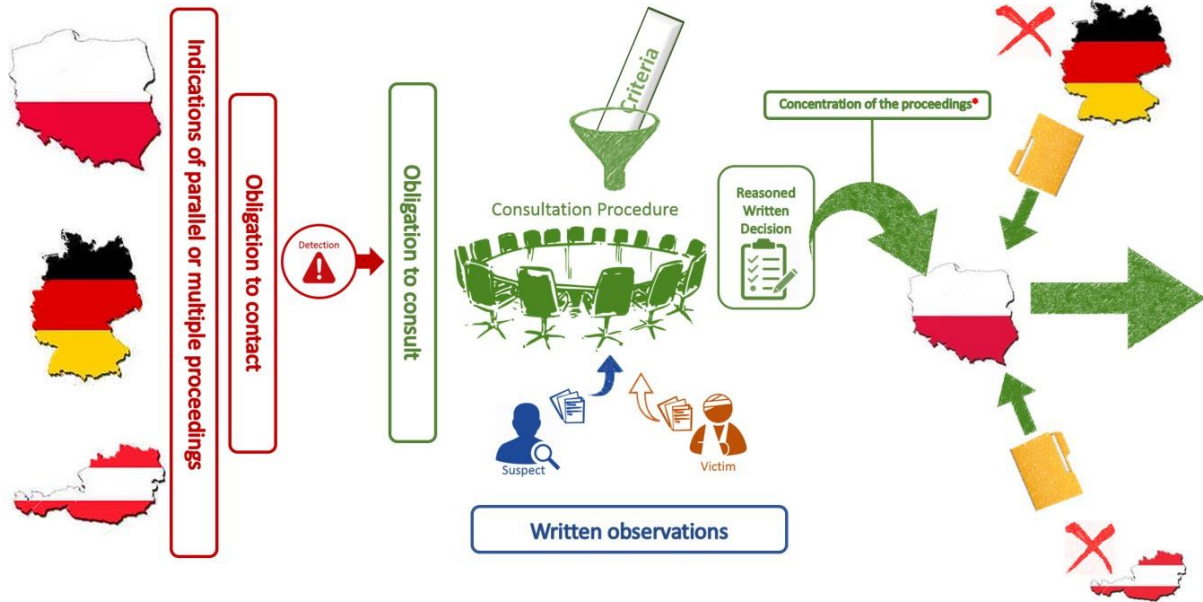 Indications of parallel or multiple proceedings
Obligation to contact
Detection
Obligation to consult
Criteria
Consultation Procedure
Suspect
Victim
Written observations
Reasoned
Written
Decision
Concentration of the proceedings*